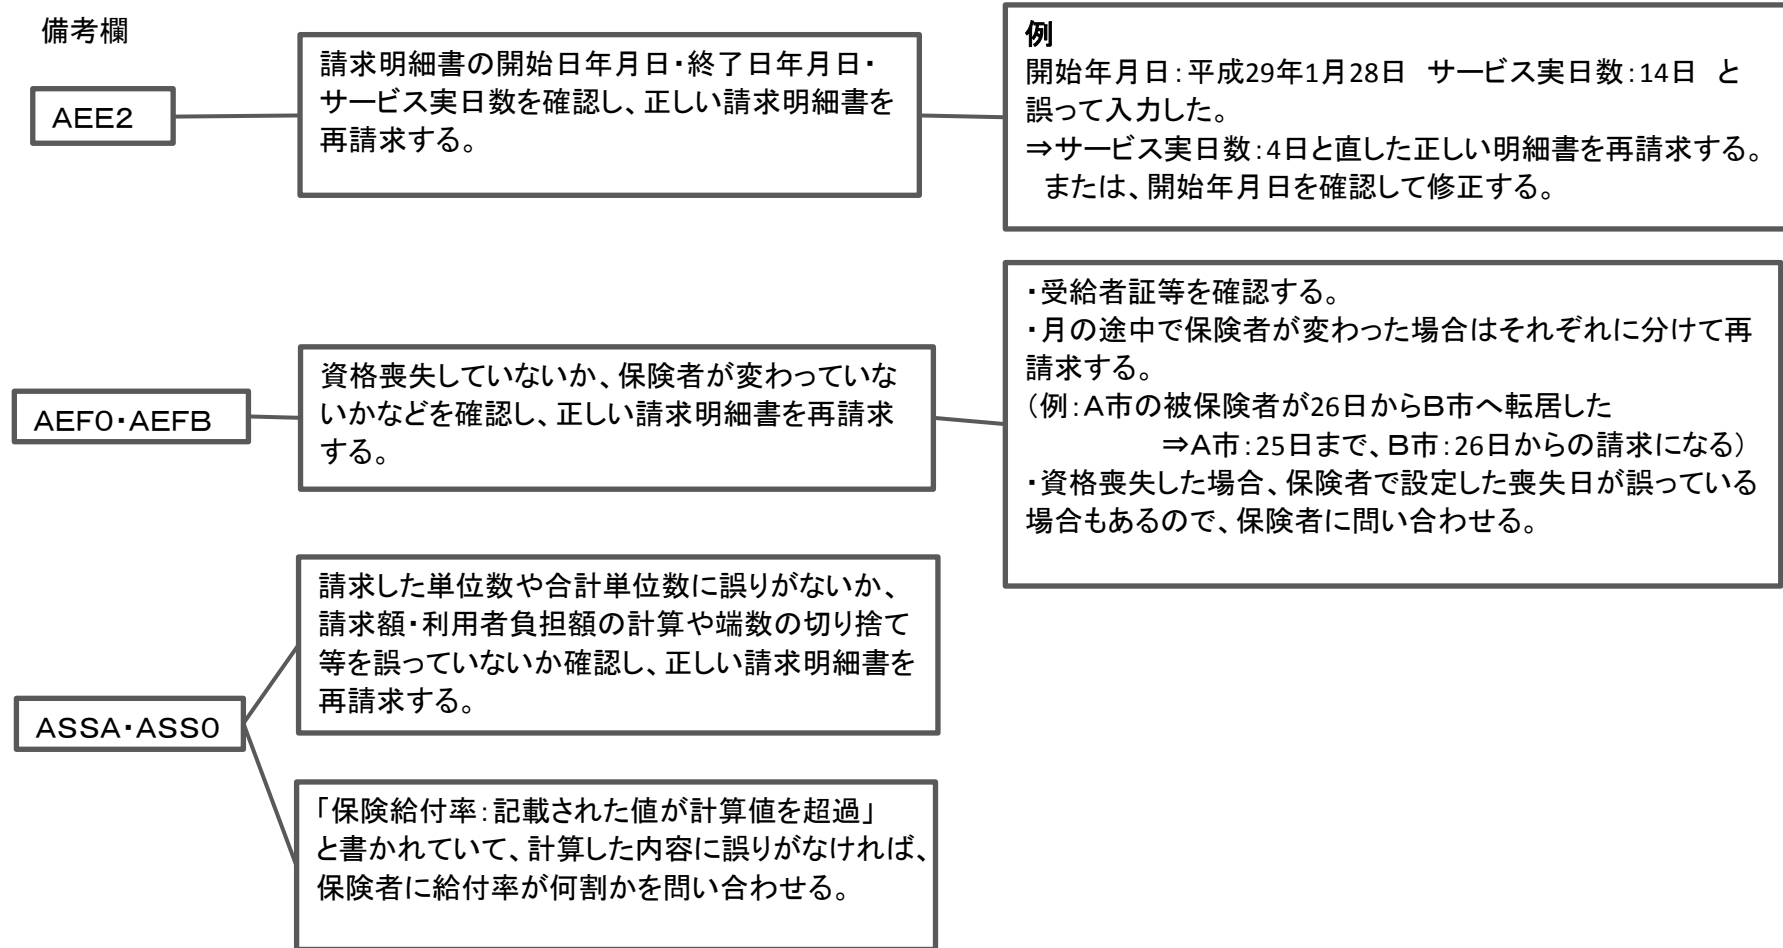 備考欄
AEE2
請求明細書の開始日年月日・終了日年月日・
サービス実日数を確認し、正しい請求明細書を
再請求する。
例
開始年月日：平成29年1月28日　サービス実日数：14日　と
誤って入力した。
⇒サービス実日数：4日と直した正しい明細書を再請求する。
または、開始年月日を確認して修正する。
AEF0・AEFB
資格喪失していないか、保険者が変わっていな
いかなどを確認し、正しい請求明細書を再請求
する。
・受給者証等を確認する。
・月の途中で保険者が変わった場合はそれぞれに分けて再
請求する。
（例：A市の被保険者が26日からB市へ転居した
⇒A市：25日まで、B市：26日からの請求になる）
・資格喪失した場合、保険者で設定した喪失日が誤っている
場合もあるので、保険者に問い合わせる。
ASSA・ASS0
請求した単位数や合計単位数に誤りがないか、
請求額・利用者負担額の計算や端数の切り捨て
等を誤っていないか確認し、正しい請求明細書を
再請求する。
「保険給付率：記載された値が計算値を超過」
と書かれていて、計算した内容に誤りがなければ、
保険者に給付率が何割かを問い合わせる。